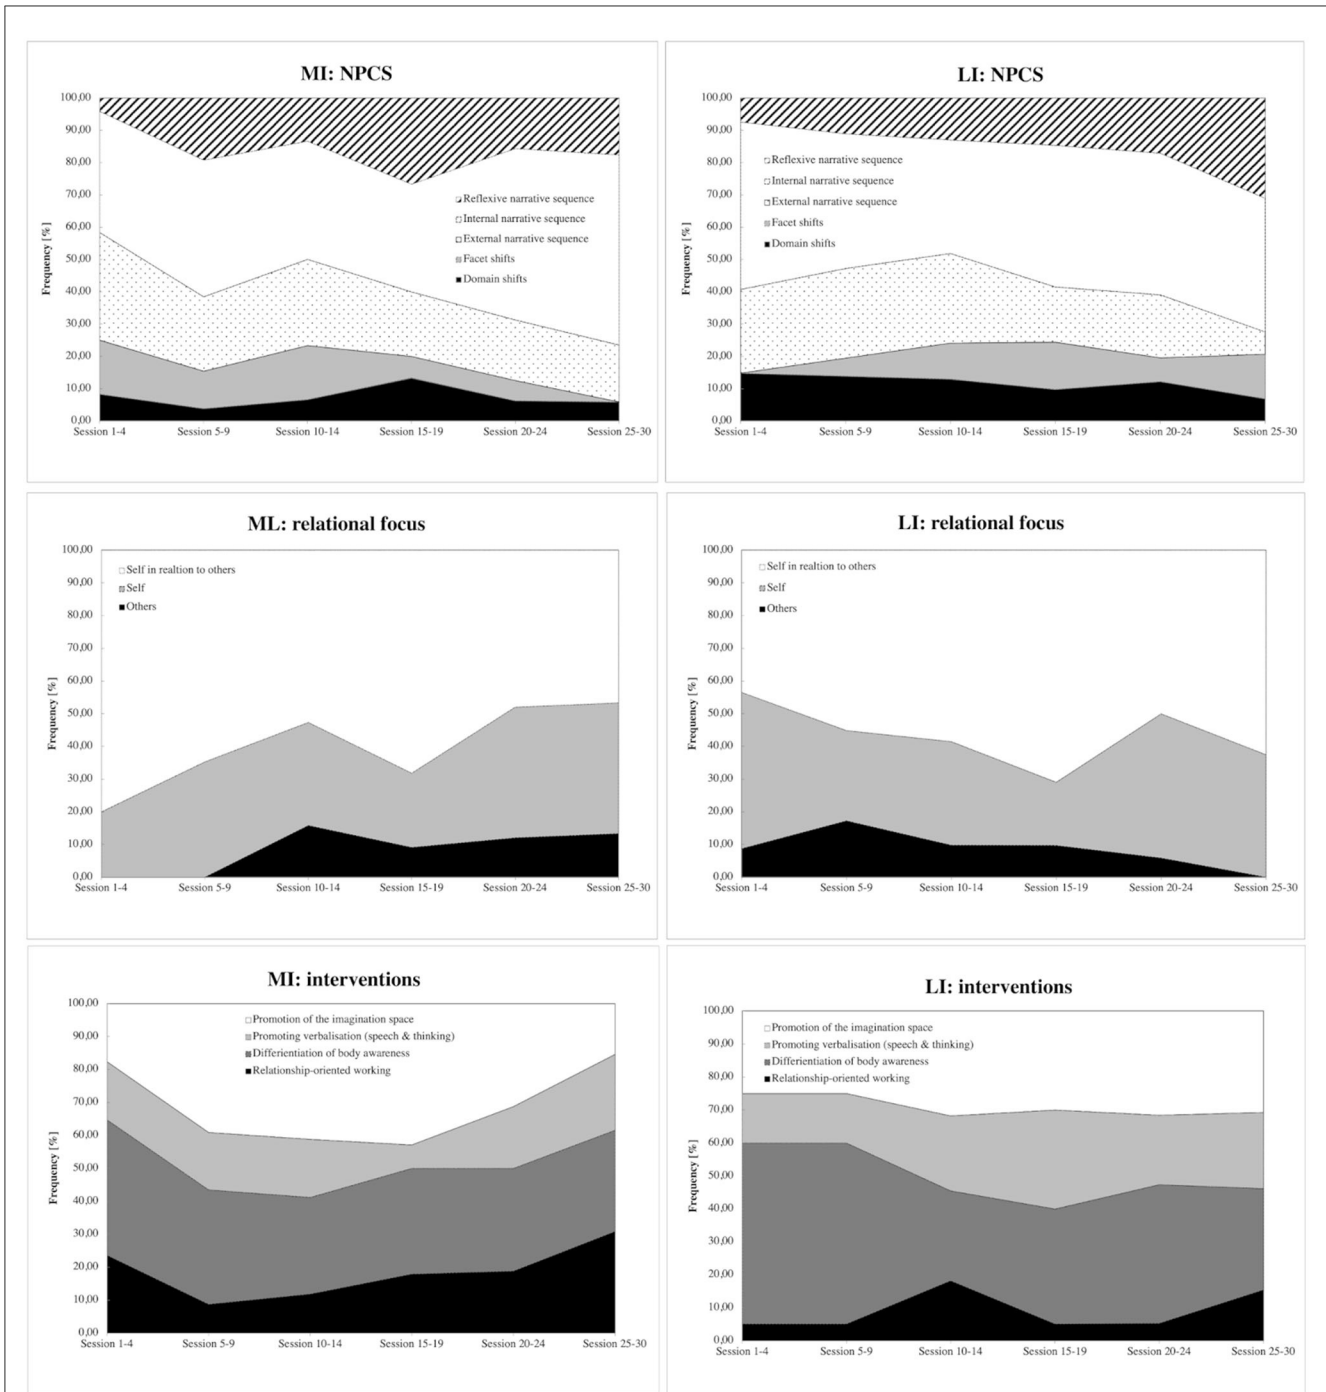 MI: NPCS
100,00
90,00
80,00
70,00
60,00
50,00
40,00
30,00
20,00
10,00
0,00
Frequency [%]
Reflexive narrative sequence
Internal narrative sequence
External narrative sequence
Facet shifts
Domain shifts
Session 1-4 Session 5-9 Session 10-14 Session 15-19 Session 20-24 Session 25-30
LI: NPCS
100,00
90,00
80,00
70,00
60,00
50,00
40,00
30,00
20,00
10,00
0,00
Frequency [%]
Reflexive narrative sequence
Internal narrative sequence
External narrative sequence
Facet shifts
Domain shifts
Session 1-4 Session 5-9 Session 10-14 Session 15-19 Session 20-24 Session 25-30
ML: relational focus
100,00
90,00
80,00
70,00
60,00
50,00
40,00
30,00
20,00
10,00
0,00
Frequency [%]
Self in realtion to others
Self
Others
Session 1-4 Session 5-9 Session 10-14 Session 15-19 Session 20-24 Session 25-30
LI: relational focus
100,00
90,00
80,00
70,00
60,00
50,00
40,00
30,00
20,00
10,00
0,00
Frequency [%]
Self in realtion to others
Self
Others
Session 1-4 Session 5-9 Session 10-14 Session 15-19 Session 20-24 Session 25-30
MI: interventions
100,00
90,00
80,00
70,00
60,00
50,00
40,00
30,00
20,00
10,00
0,00
Frequency [%]
Promotion of the imagination space
Promoting verbalisation (speech & thinking)
Differientiation of body awareness
Relationship-oriented working
Session 1-4 Session 5-9 Session 10-14 Session 15-19 Session 20-24 Session 25-30
LI: interventions
100,00
90,00
80,00
70,00
60,00
50,00
40,00
30,00
20,00
10,00
0,00
Frequency [%]
Promotion of the imagination space
Promoting verbalisation (speech & thinking)
Differientiation of body awareness
Relationship-oriented working
Session 1-4 Session 5-9 Session 10-14 Session 15-19 Session 20-24 Session 25-30